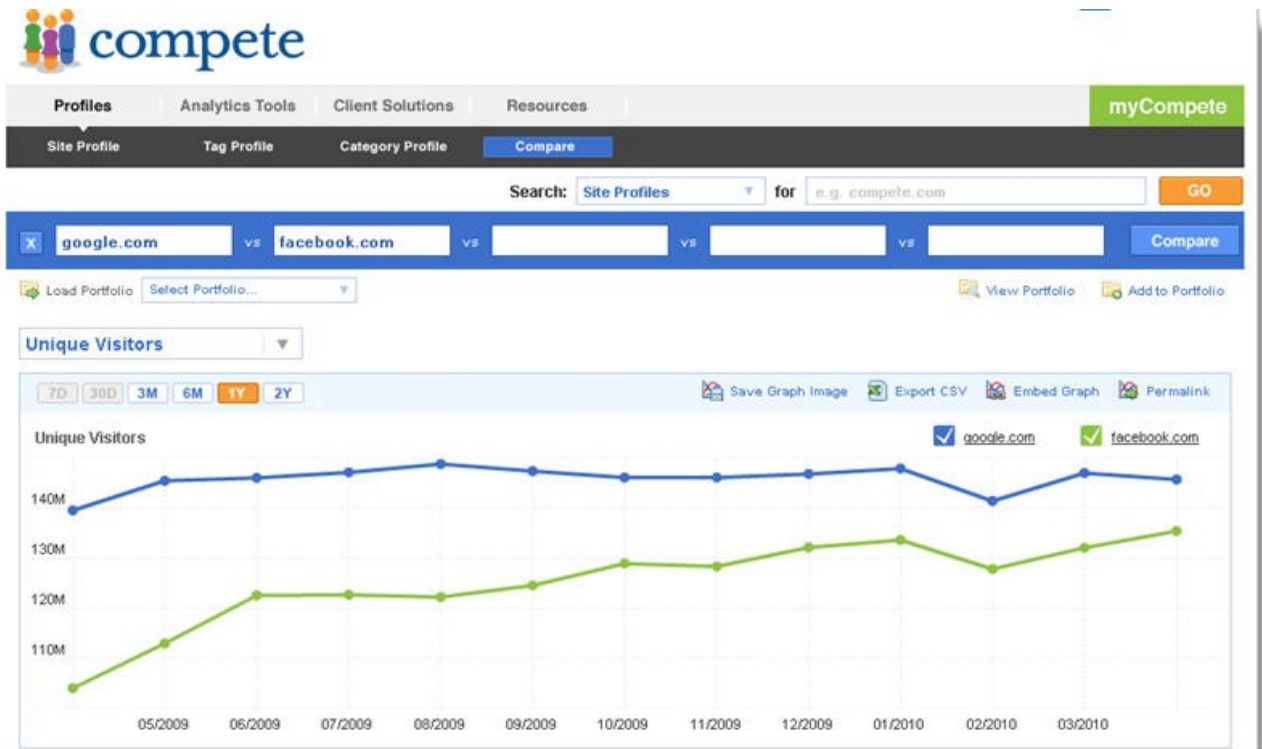 compete
Profiles Analytics Tools Client Solutions Resources myCompete
Site Profile Tag Profile Category Profile Compare
Search: Site Profiles for e.g. compete.com GO
X google.com vs facebook.com vs vs vs Compare
Load Portfolio Select Portfolio... View Portfolio Add to Portfolio
Unique Visitors
7D 30D 3M 6M 1Y 2Y Save Graph Image Export CSV Embed Graph Permalink
Unique Visitors google.com facebook.com
140M
130M
120M
110M
05/2009 06/2009 07/2009 08/2009 09/2009 10/2009 11/2009 12/2009 01/2010 02/2010 03/2010